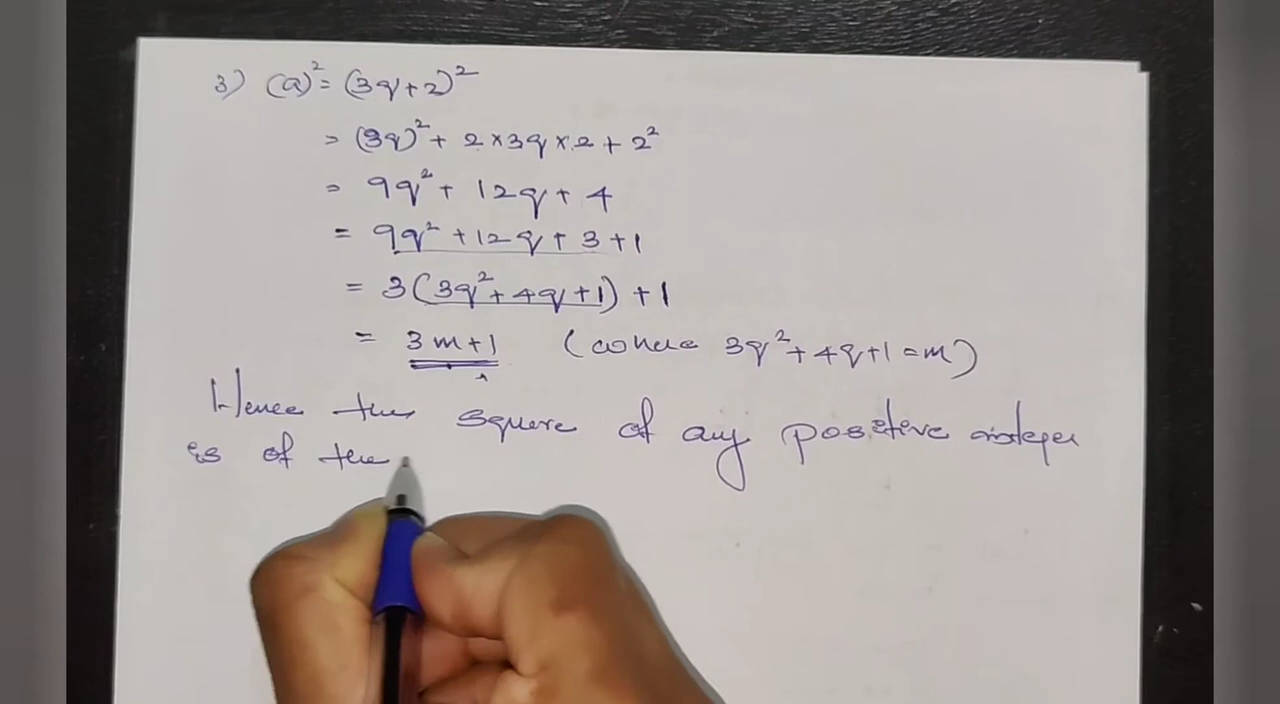 3) (a)² = (3q+2)²
= (3q)² + 2×3q×2 + 2²
= 9q² + 12q + 4
= 9q² + 12q + 3 + 1
= 3(3q² + 4q + 1) + 1
= 3m+1 (where 3q² + 4q + 1 = m)
Hence the square of any positive integer
is of the